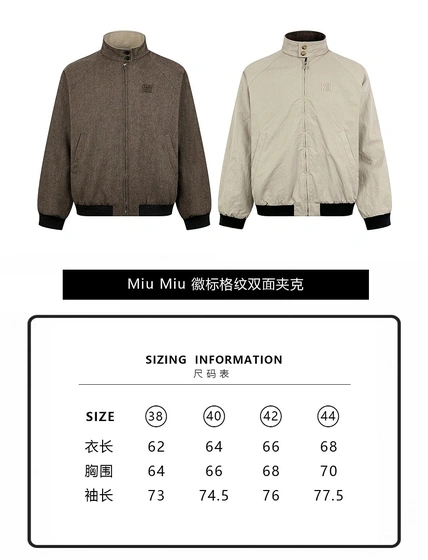 Miu Miu 徽标格纹双面夹克
SIZING INFORMATION
尺码表
SIZE 38 40 42 44
衣长 62 64 66 68
胸围 64 66 68 70
袖长 73 74.5 76 77.5